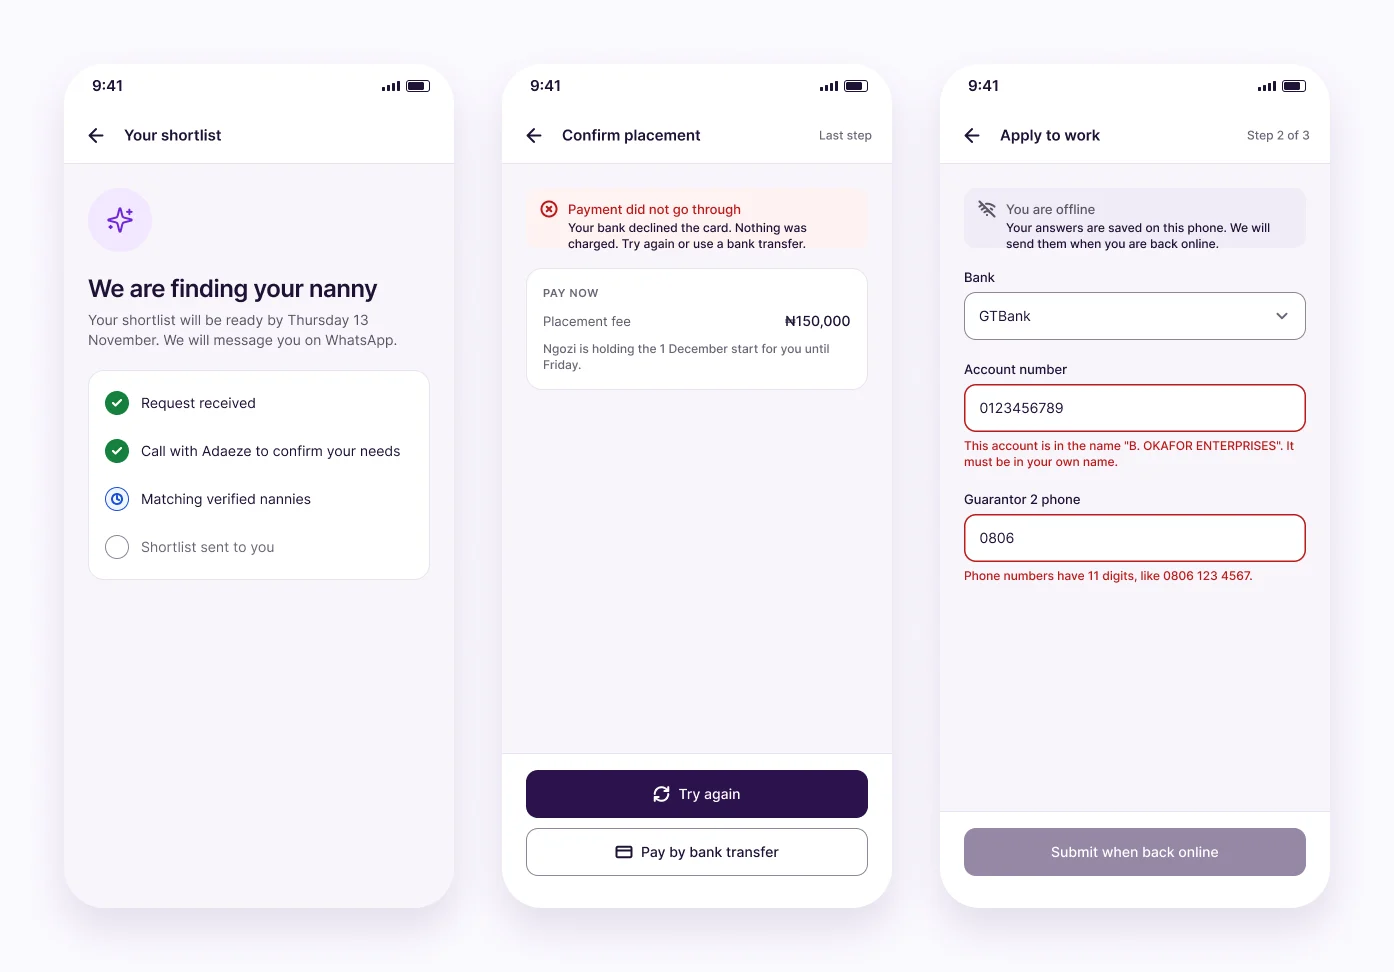 9:41
Your shortlist
We are finding your nanny
Your shortlist will be ready by Thursday 13
November. We will message you on WhatsApp.
Request received
Call with Adaeze to confirm your needs
Matching verified nannies
Shortlist sent to you
9:41
Confirm placement
Last step
Payment did not go through
Your bank declined the card. Nothing was
charged. Try again or use a bank transfer.
PAY NOW
Placement fee
₦150,000
Ngozi is holding the 1 December start for you until
Friday.
Try again
Pay by bank transfer
9:41
Apply to work
Step 2 of 3
You are offline
Your answers are saved on this phone. We will
send them when you are back online.
Bank
GTBank
Account number
0123456789
This account is in the name "B. OKAFOR ENTERPRISES". It
must be in your own name.
Guarantor 2 phone
0806
Phone numbers have 11 digits, like 0806 123 4567.
Submit when back online